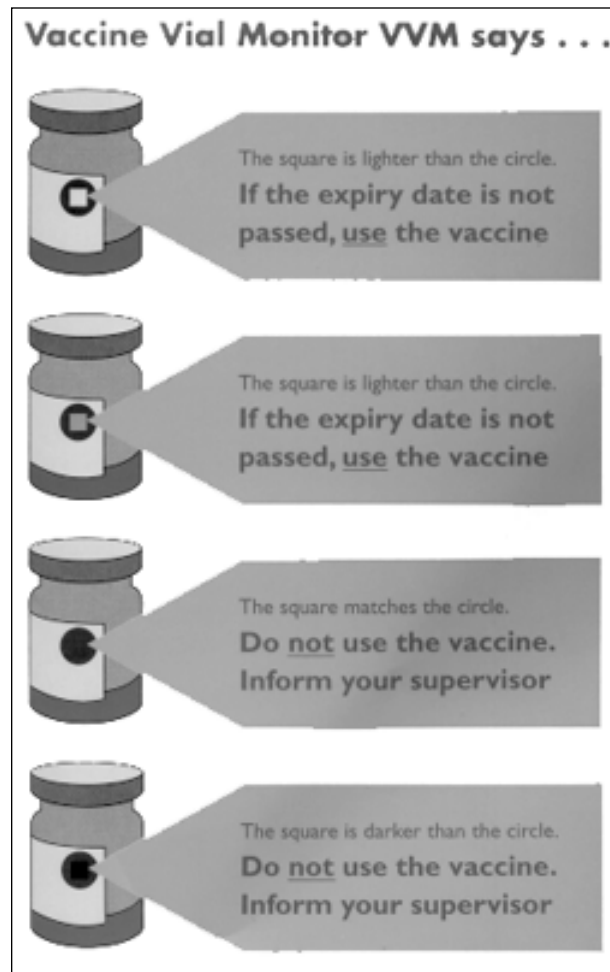 Vaccine Vial Monitor VVM says . . .
The square is lighter than the circle.
If the expiry date is not
passed, use the vaccine
The square is lighter than the circle.
If the expiry date is not
passed, use the vaccine
The square matches the circle.
Do not use the vaccine.
Inform your supervisor
The square is darker than the circle.
Do not use the vaccine.
Inform your supervisor